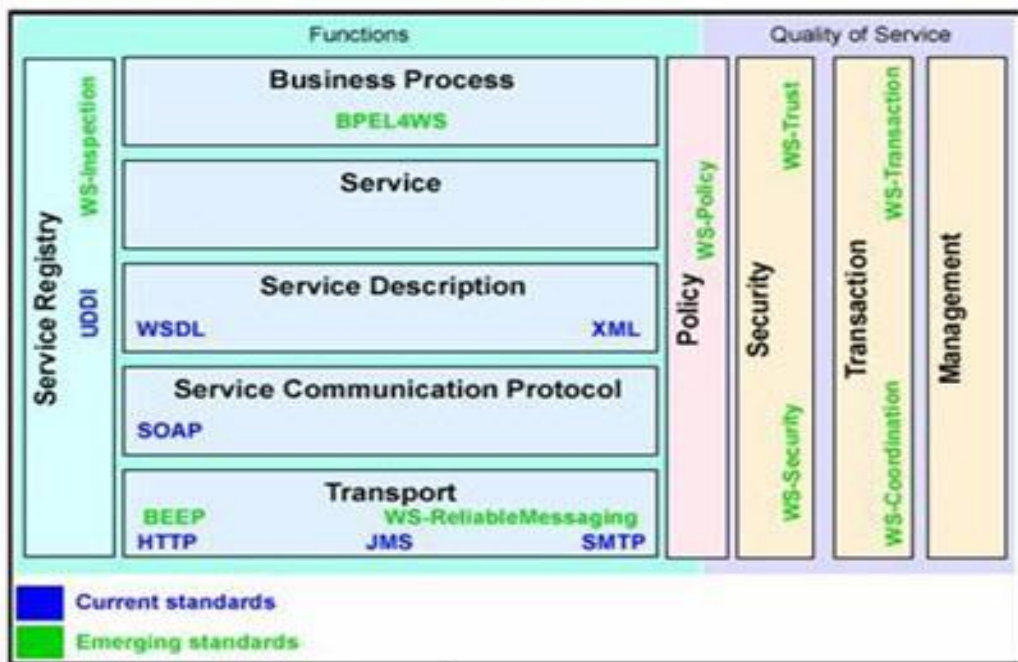 Functions
Quality of Service
Service Registry
WS-Inspection
UDDI
Business Process
BPEL4WS
Service
Service Description
WSDL XML
Service Communication Protocol
SOAP
Transport
BEEP WS-ReliableMessaging
HTTP JMS SMTP
Policy
WS-Policy
Security
WS-Trust
WS-Security
Transaction
WS-Transaction
WS-Coordination
Management
Current standards
Emerging standards